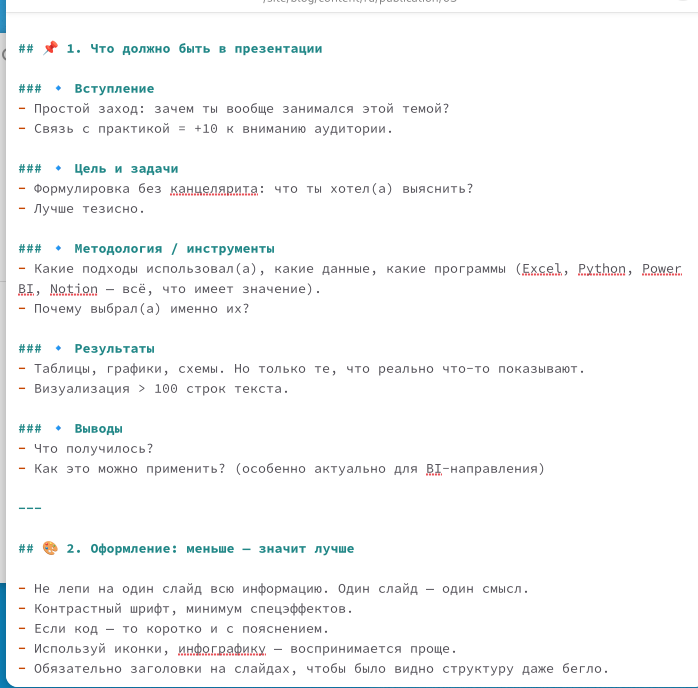 ## 📌 1. Что должно быть в презентации
### 🔹 Вступление
- Простой заход: зачем ты вообще занимался этой темой?
- Связь с практикой = +10 к вниманию аудитории.
### 🔹 Цель и задачи
- Формулировка без канцелярита: что ты хотел(а) выяснить?
- Лучше тезисно.
### 🔹 Методология / инструменты
- Какие подходы использовал(а), какие данные, какие программы (Excel, Python, Power
BI, Notion — всё, что имеет значение).
- Почему выбрал(а) именно их?
### 🔹 Результаты
- Таблицы, графики, схемы. Но только те, что реально что-то показывают.
- Визуализация > 100 строк текста.
### 🔹 Выводы
- Что получилось?
- Как это можно применить? (особенно актуально для BI-направления)
---
## 🎨 2. Оформление: меньше — значит лучше
- Не лепи на один слайд всю информацию. Один слайд — один смысл.
- Контрастный шрифт, минимум спецэффектов.
- Если код — то коротко и с пояснением.
- Используй иконки, инфографику — воспринимается проще.
- Обязательно заголовки на слайдах, чтобы было видно структуру даже бегло.